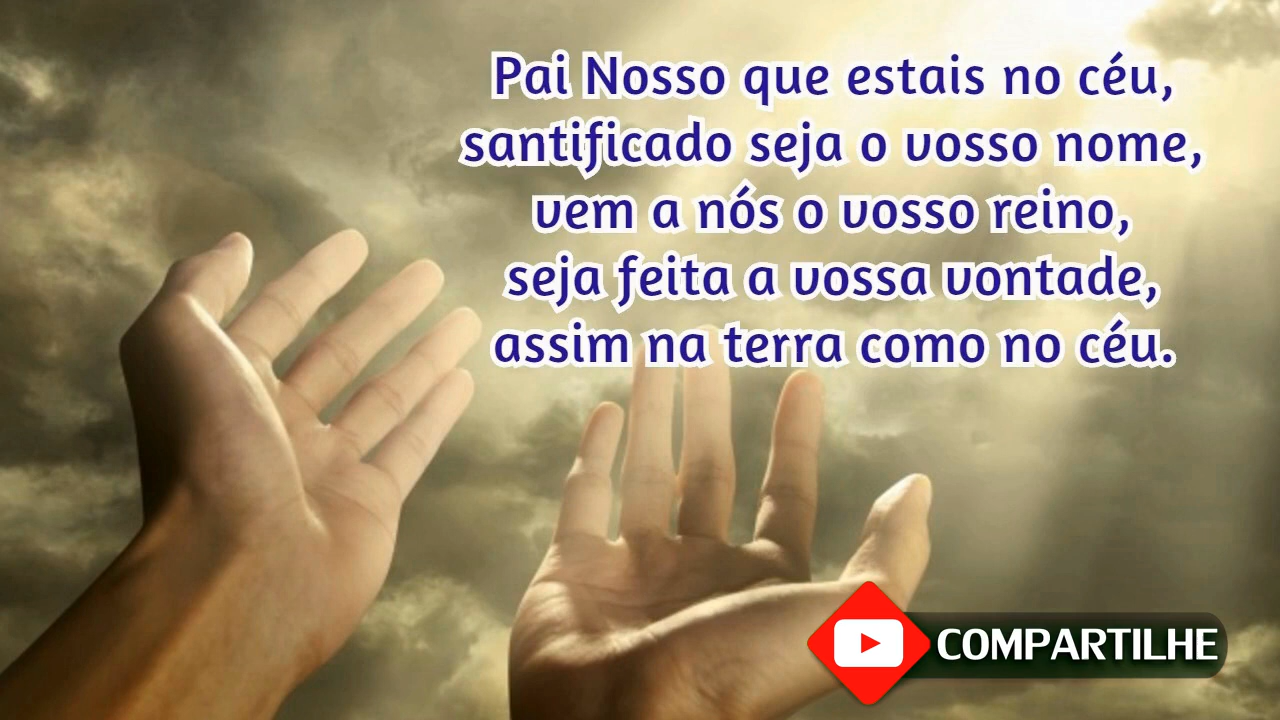 Pai Nosso que estais no céu,
santificado seja o vosso nome,
vem a nós o vosso reino,
seja feita a vossa vontade,
assim na terra como no céu.
COMPARTILHE